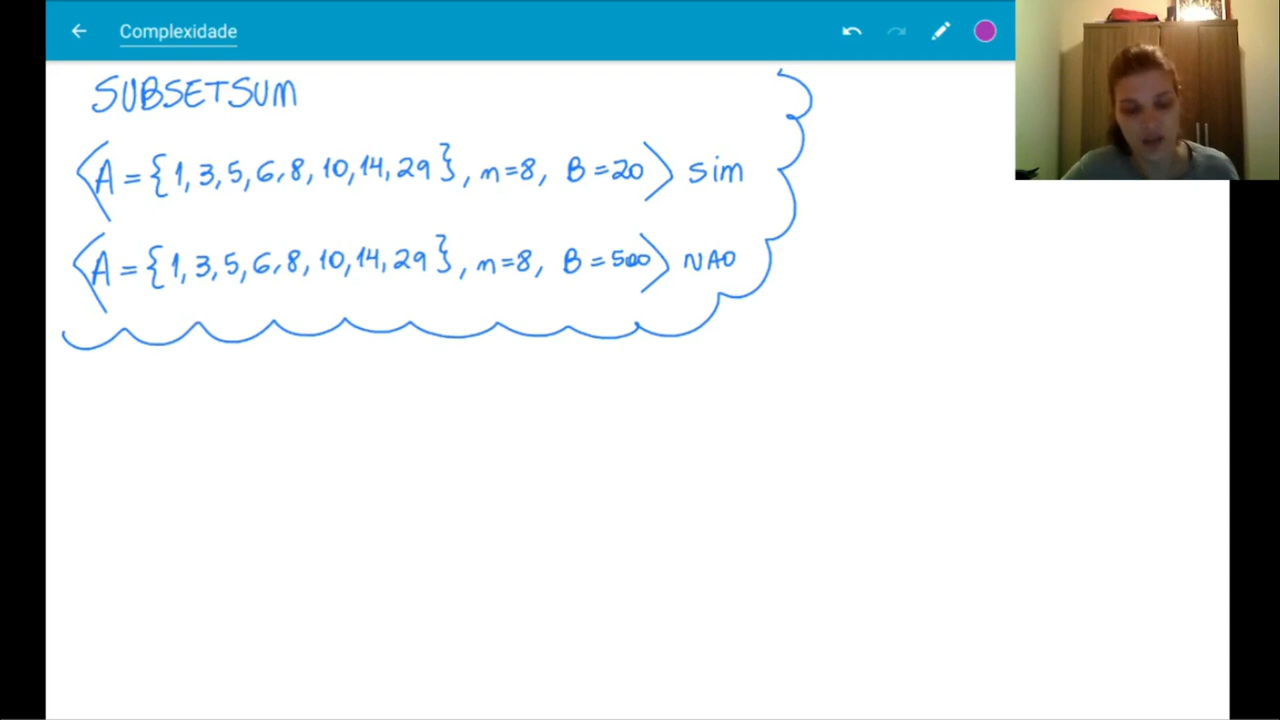 Complexidade
SUBSETSUM
⟨A = {1, 3, 5, 6, 8, 10, 14, 29}, n=8, B=20⟩ sim
⟨A = {1, 3, 5, 6, 8, 10, 14, 29}, n=8, B=500⟩ NAO